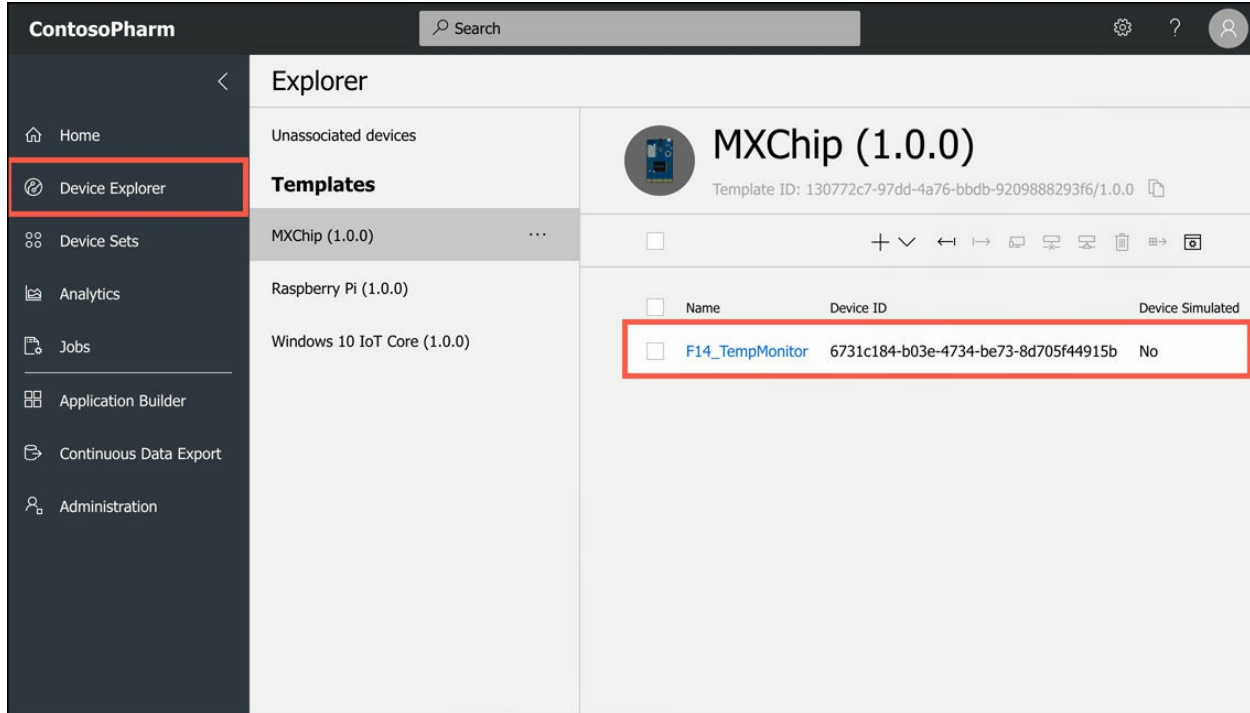 ContosoPharm
Search
?
Home
Device Explorer
Device Sets
Analytics
Jobs
Application Builder
Continuous Data Export
Administration
Explorer
Unassociated devices
Templates
MXChip (1.0.0) ...
Raspberry Pi (1.0.0)
Windows 10 IoT Core (1.0.0)
MXChip (1.0.0)
Template ID: 130772c7-97dd-4a76-bbdb-9209888293f6/1.0.0
Name Device ID Device Simulated
F14_TempMonitor 6731c184-b03e-4734-be73-8d705f44915b No